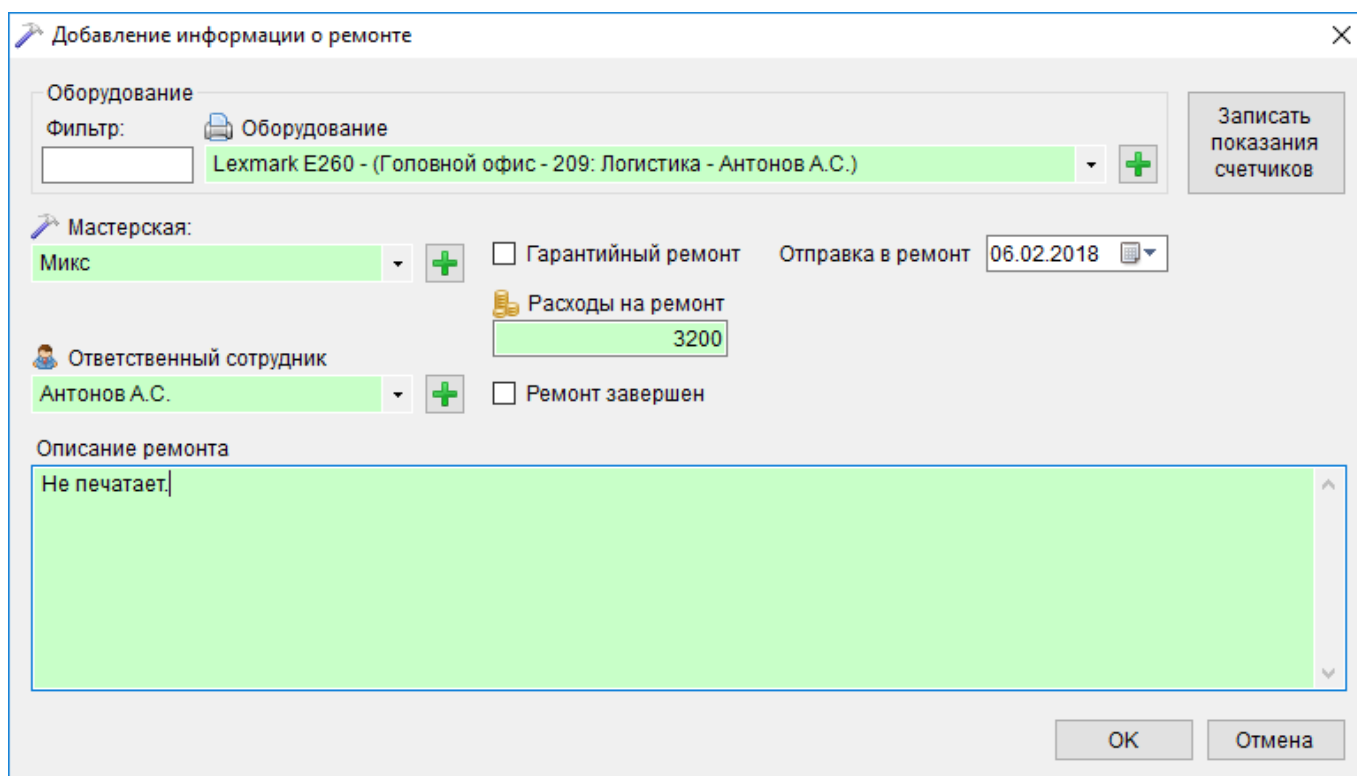 Добавление информации о ремонте
Оборудование
Фильтр:
Оборудование
Записать
показания
счетчиков
Lexmark E260 - (Головной офис - 209: Логистика - Антонов А.С.)
Мастерская:
Микс
Гарантийный ремонт
Отправка в ремонт
06.02.2018
Расходы на ремонт
3200
Ответственный сотрудник
Антонов А.С.
Ремонт завершен
Описание ремонта
Не печатает.
OK
Отмена